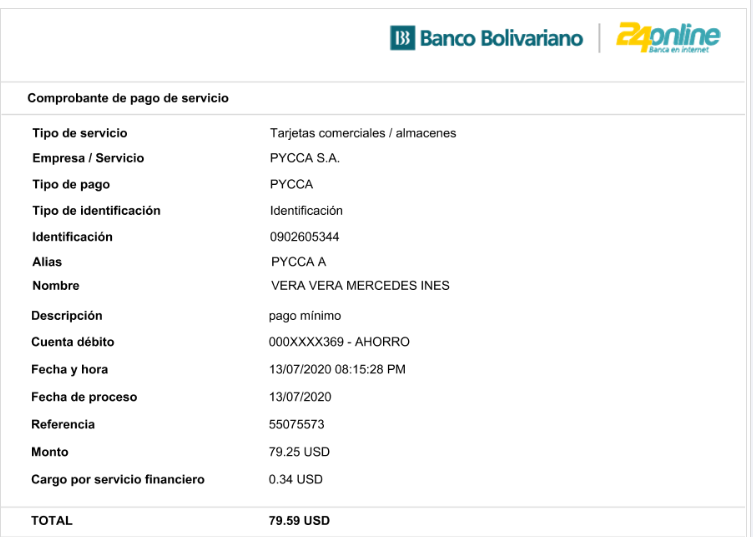 B Banco Bolivariano 24online
Banca en internet
Comprobante de pago de servicio
Tipo de servicio Tarjetas comerciales / almacenes
Empresa / Servicio PYCCA S.A.
Tipo de pago PYCCA
Tipo de identificación Identificación
Identificación 0902605344
Alias PYCCA A
Nombre VERA VERA MERCEDES INES
Descripción pago mínimo
Cuenta débito 000XXXX369 - AHORRO
Fecha y hora 13/07/2020 08:15:28 PM
Fecha de proceso 13/07/2020
Referencia 55075573
Monto 79.25 USD
Cargo por servicio financiero 0.34 USD
TOTAL 79.59 USD